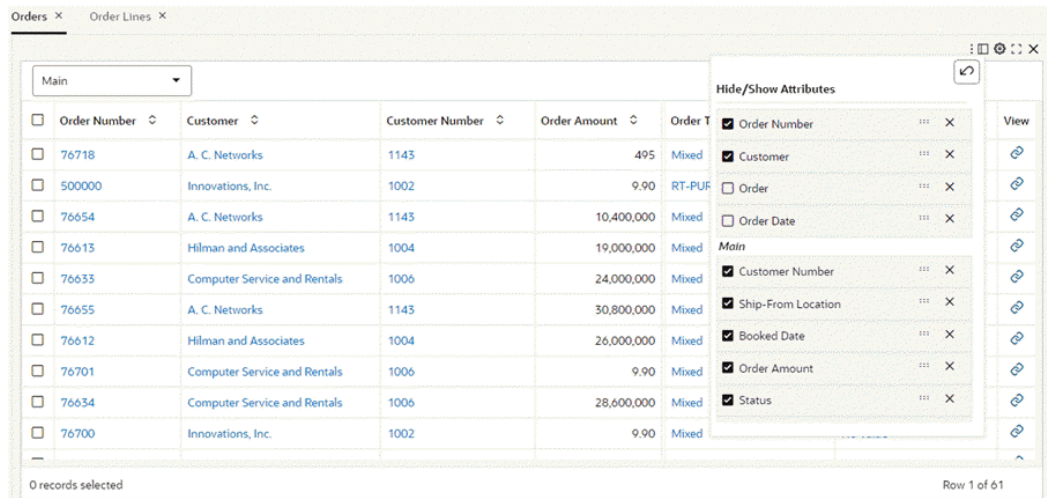 Orders × Order Lines ×
Main
Hide/Show Attributes
Order Number Customer Customer Number Order Amount Order T View
76718 A. C. Networks 1143 495 Mixed
500000 Innovations, Inc. 1002 9.90 RT-PUR
76654 A. C. Networks 1143 10,400,000 Mixed
76613 Hilman and Associates 1004 19,000,000 Mixed
76633 Computer Service and Rentals 1006 24,000,000 Mixed
76655 A. C. Networks 1143 30,800,000 Mixed
76612 Hilman and Associates 1004 26,000,000 Mixed
76701 Computer Service and Rentals 1006 9.90 Mixed
76634 Computer Service and Rentals 1006 28,600,000 Mixed
76700 Innovations, Inc. 1002 9.90 Mixed
Order Number
Customer
Order
Order Date
Main
Customer Number
Ship-From Location
Booked Date
Order Amount
Status
0 records selected Row 1 of 61